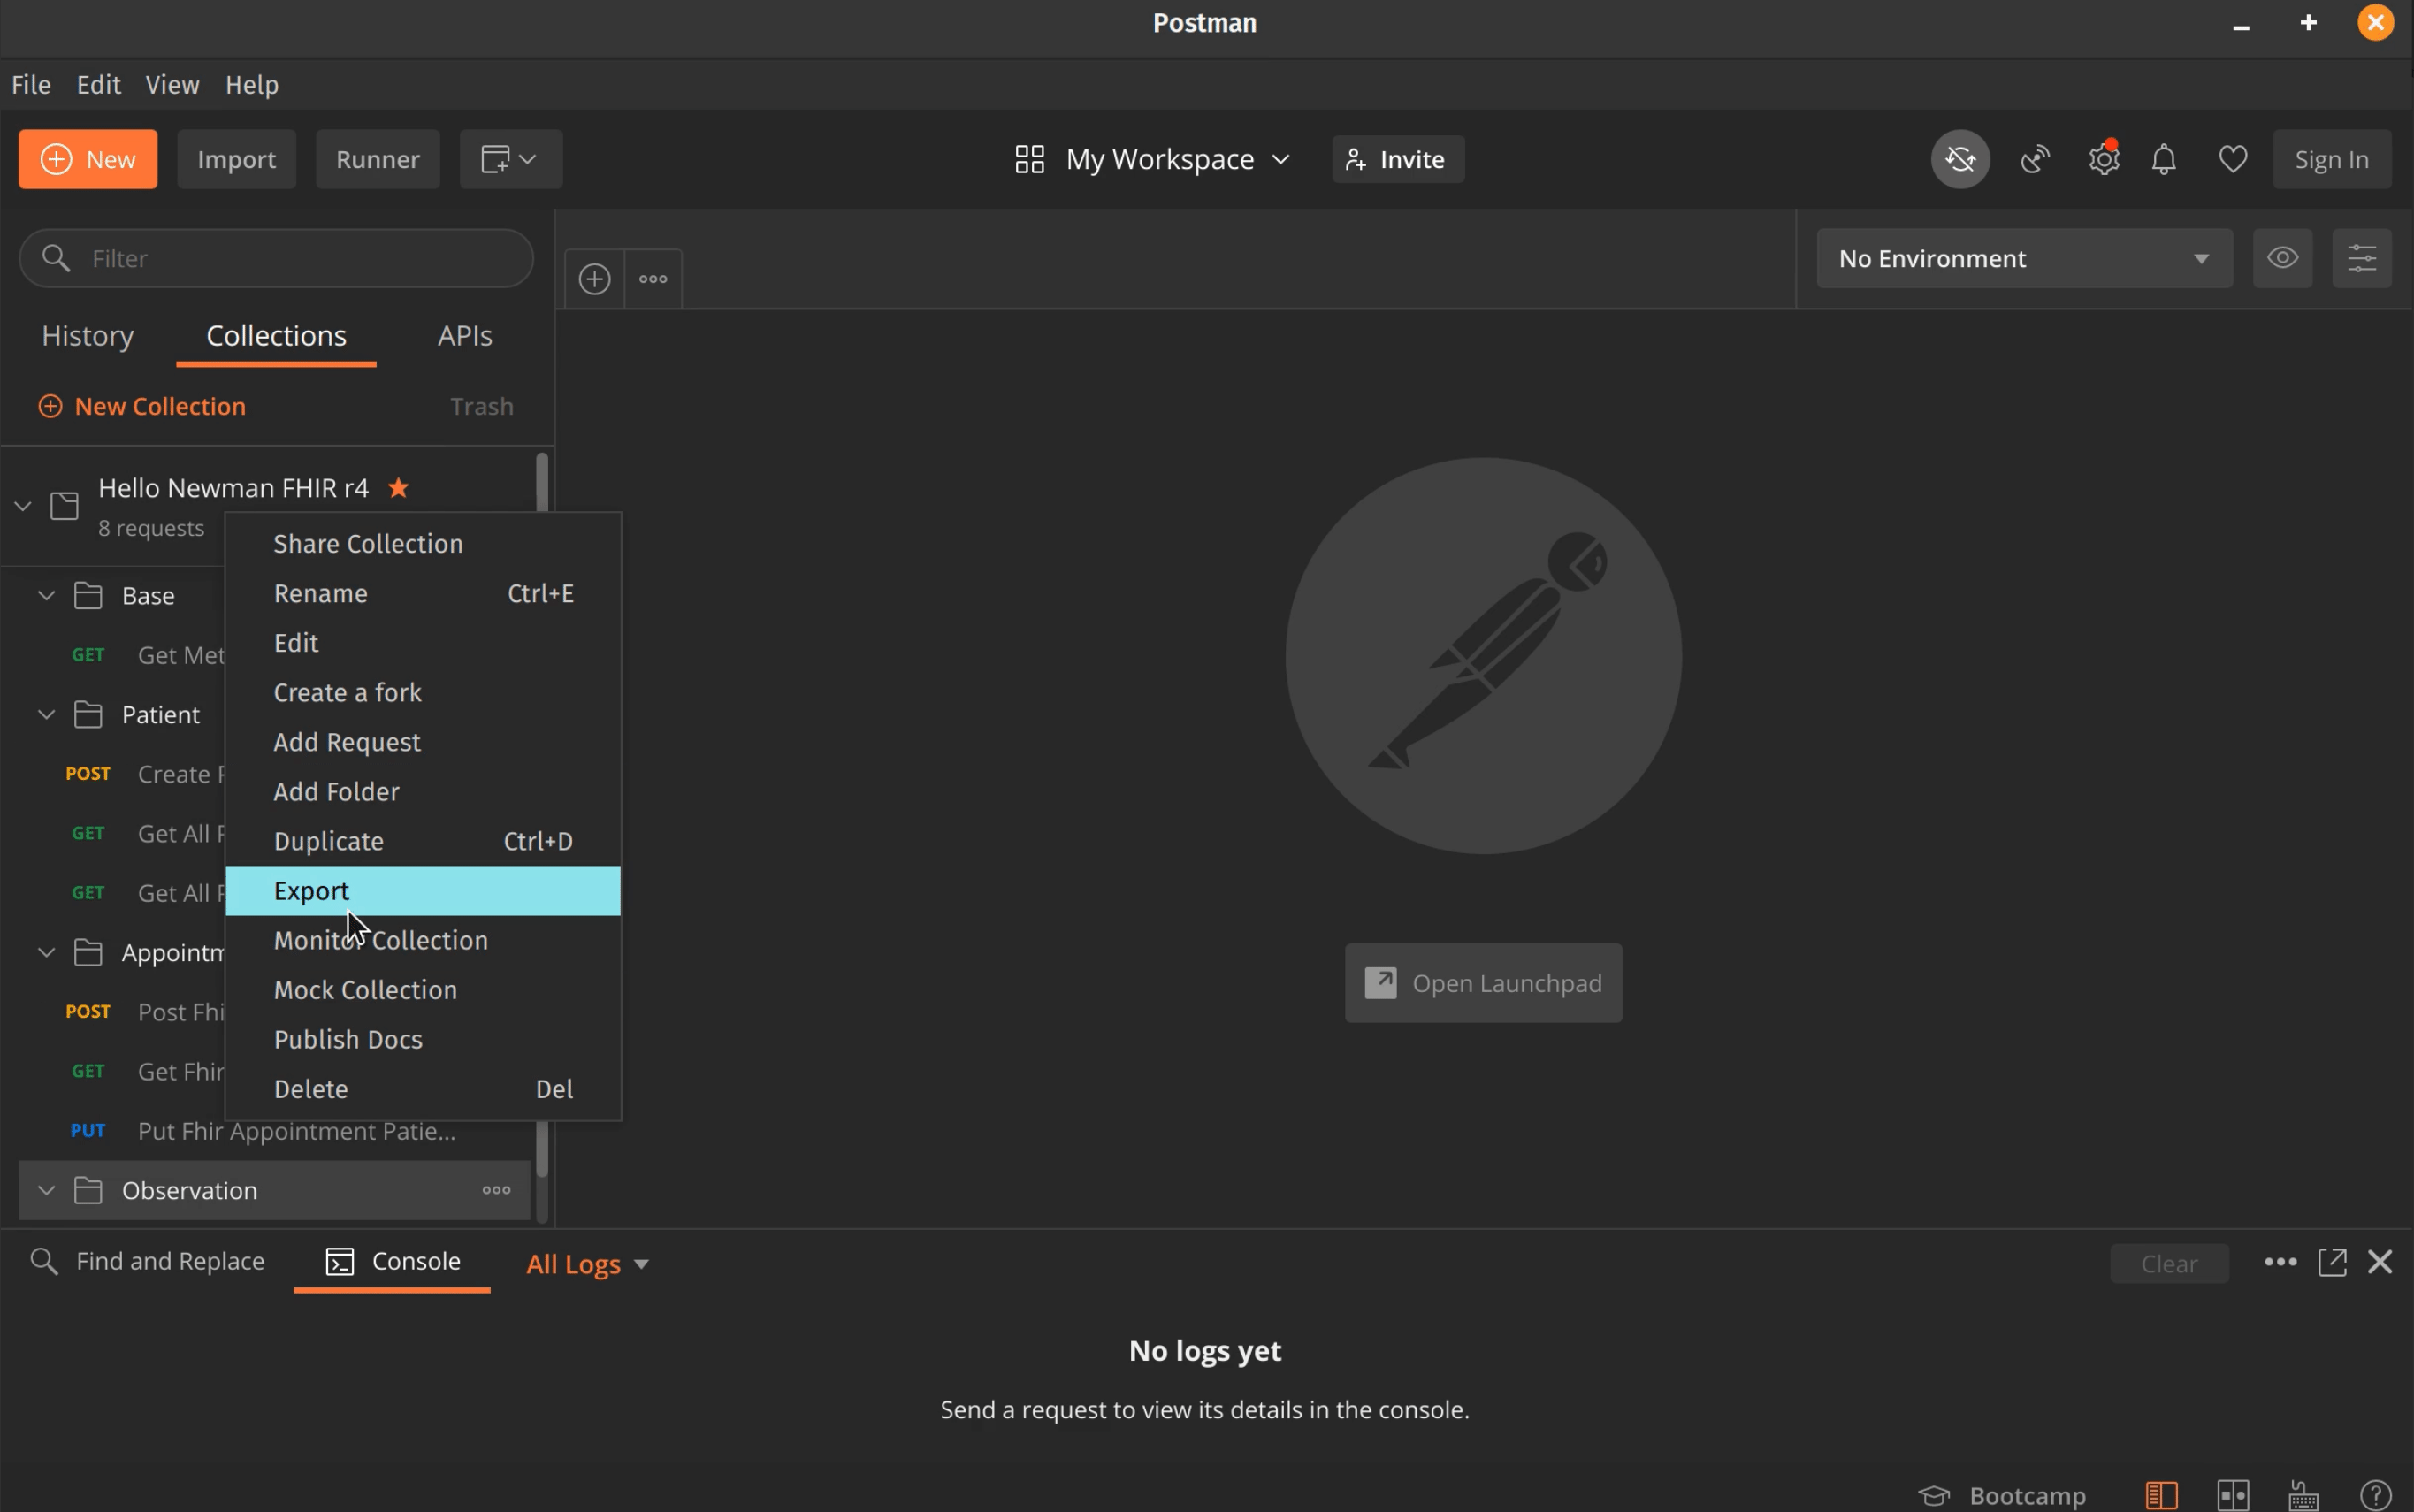 Postman
File Edit View Help
New Import Runner My Workspace Invite Sign In
Filter No Environment
History Collections APIs
New Collection Trash
Hello Newman FHIR r4
8 requests
Share Collection
Base Rename Ctrl+E
Edit
GET Get Met
Create a fork
Patient
Add Request
POST Create
Add Folder
GET Get All
Duplicate Ctrl+D
GET Get All Export
Monitor Collection
Appointm
Mock Collection Open Launchpad
POST Post Fhi
Publish Docs
GET Get Fhir
Delete Del
PUT Put Fhir Appointment Patie...
Observation
Find and Replace Console All Logs Clear
No logs yet
Send a request to view its details in the console.
Bootcamp